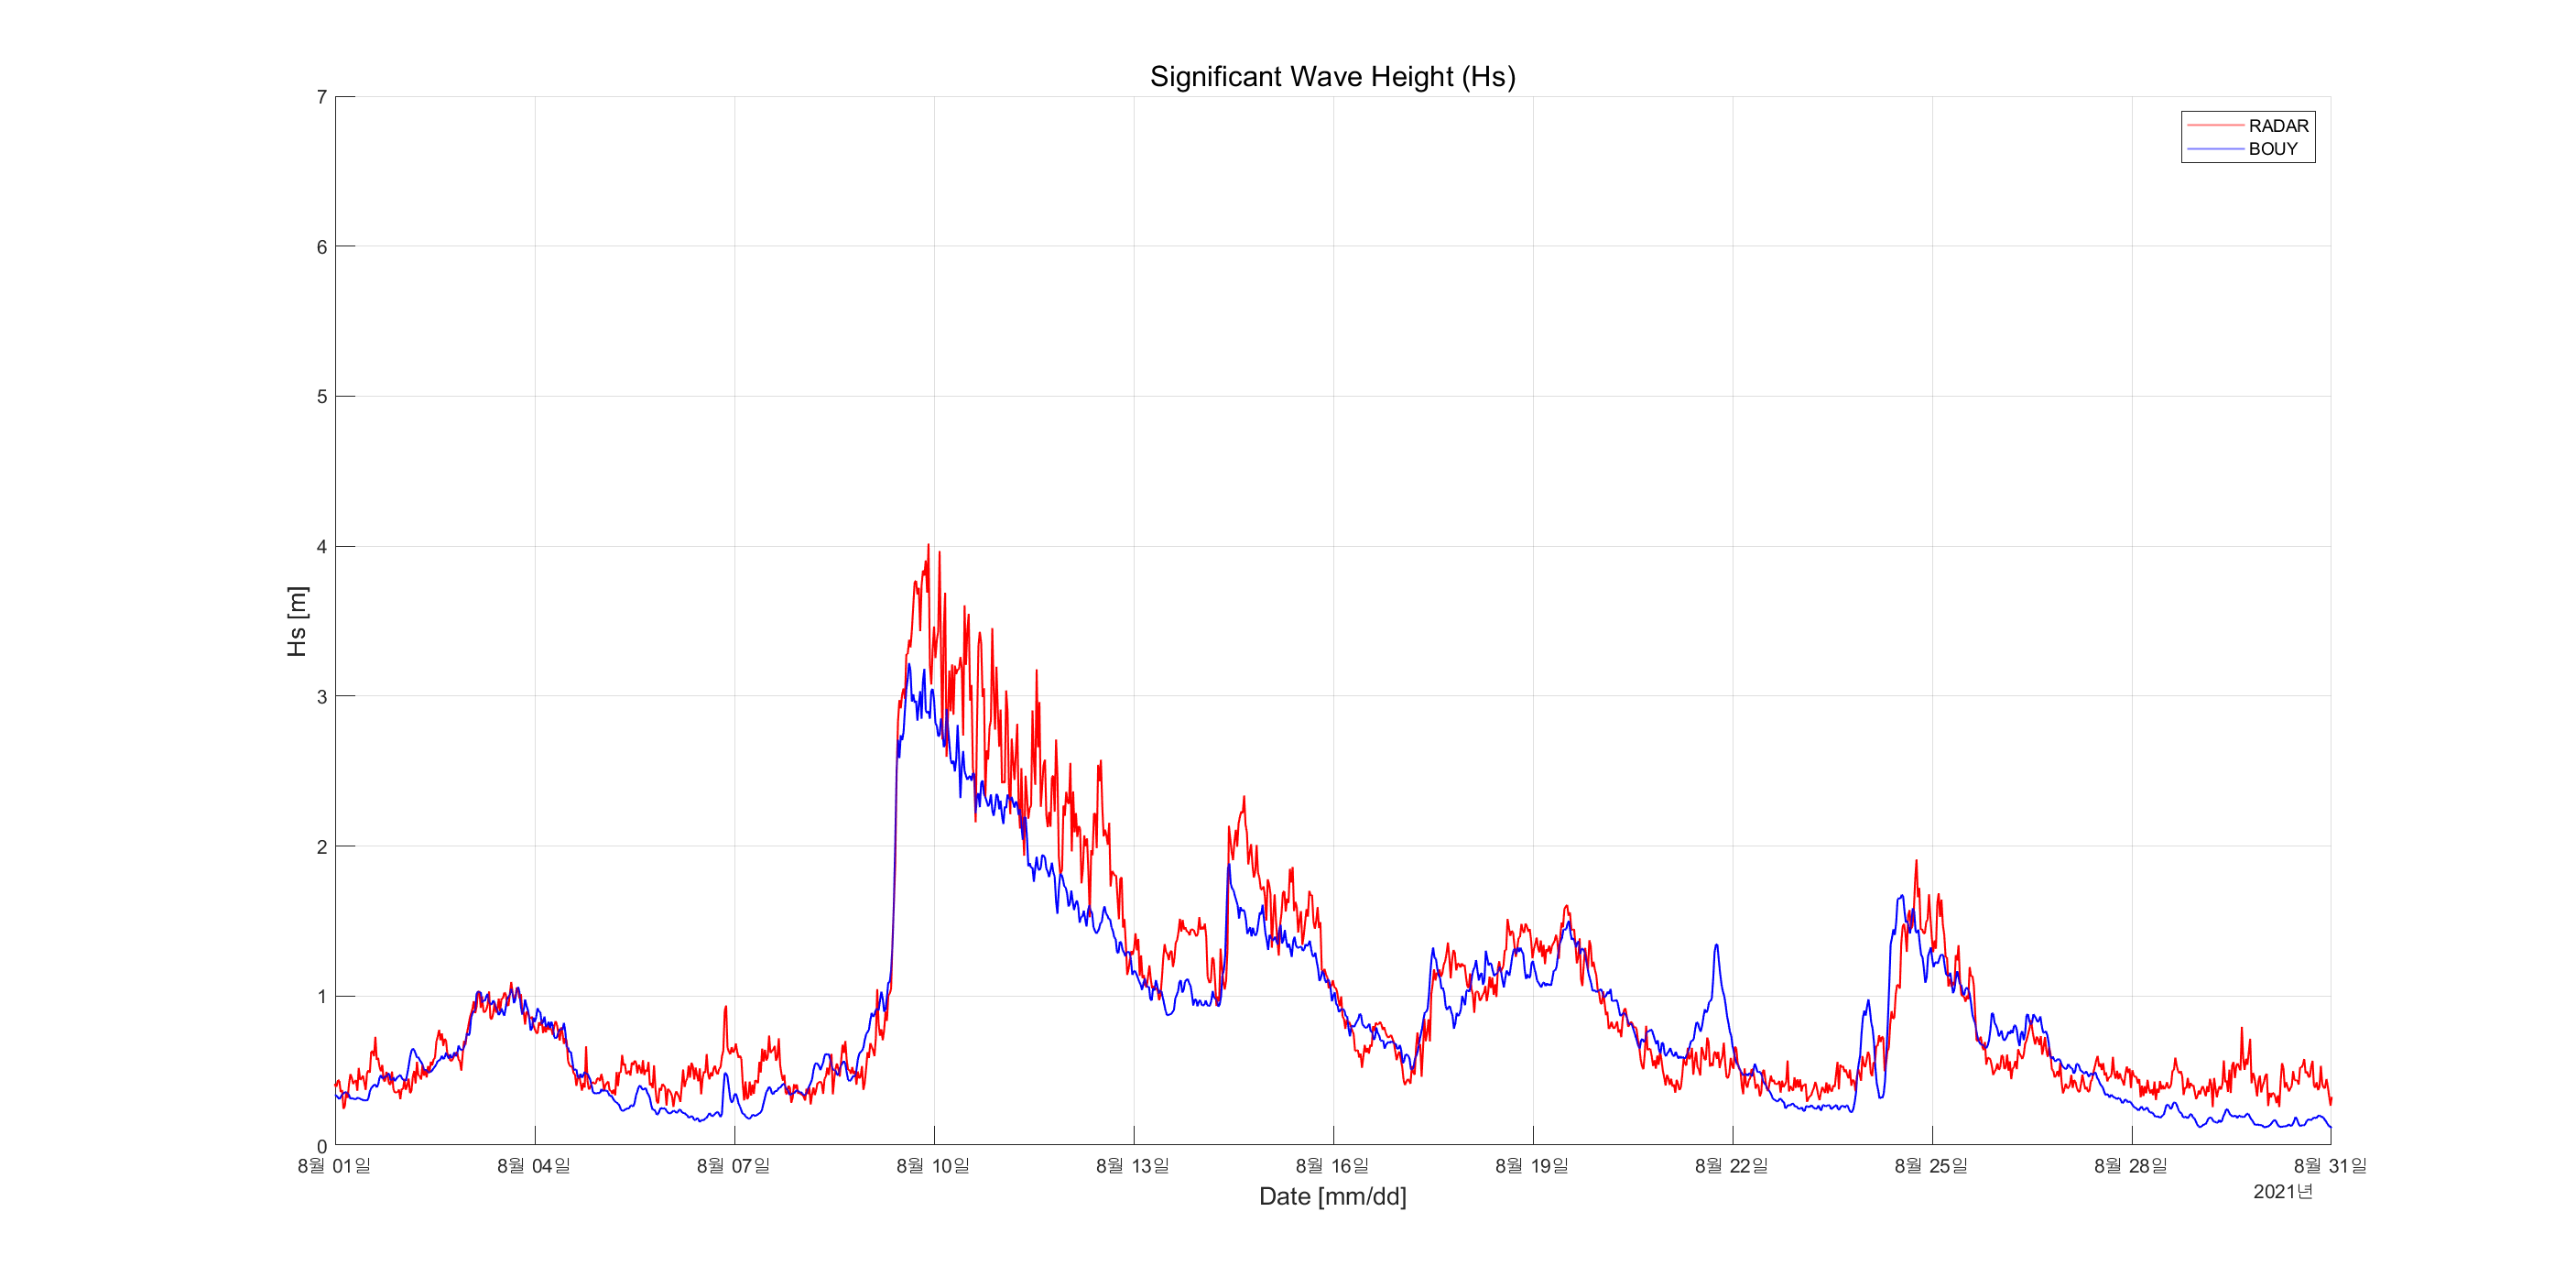 Significant Wave Height (Hs)
RADAR
BOUY
7
6
5
4
3
2
1
0
Hs [m]
8월 01일
8월 04일
8월 07일
8월 10일
8월 13일
8월 16일
8월 19일
8월 22일
8월 25일
8월 28일
8월 31일
2021년
Date [mm/dd]